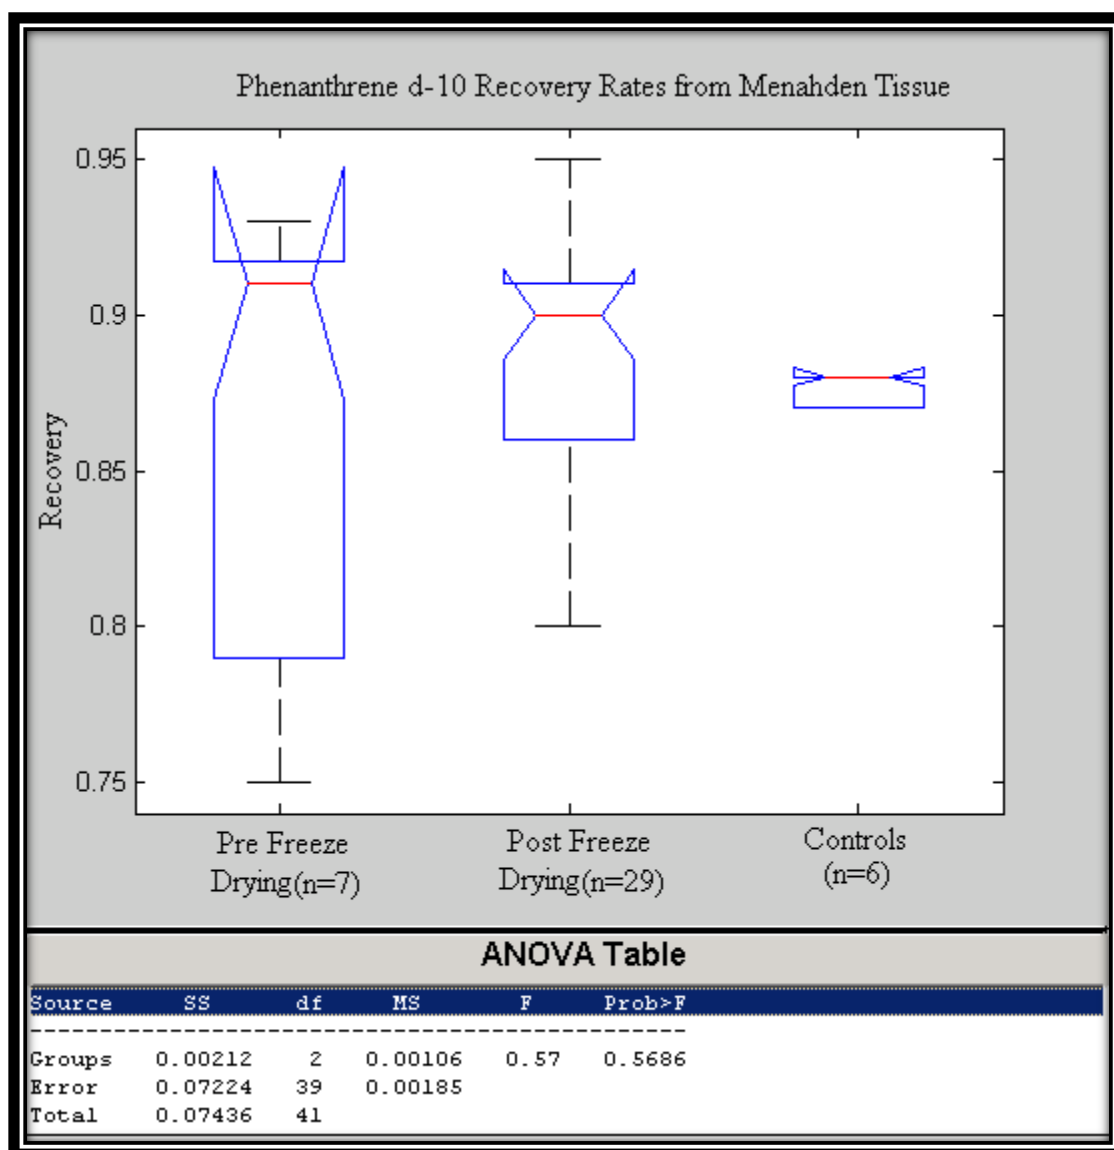 Phenanthrene d-10 Recovery Rates from Menahden Tissue
0.95
0.9
0.85
0.8
0.75
Recovery
Pre Freeze
Drying(n=7)
Post Freeze
Drying(n=29)
Controls
(n=6)
ANOVA Table
Source SS df MS F Prob>F
Groups 0.00212 2 0.00106 0.57 0.5686
Error 0.07224 39 0.00185
Total 0.07436 41